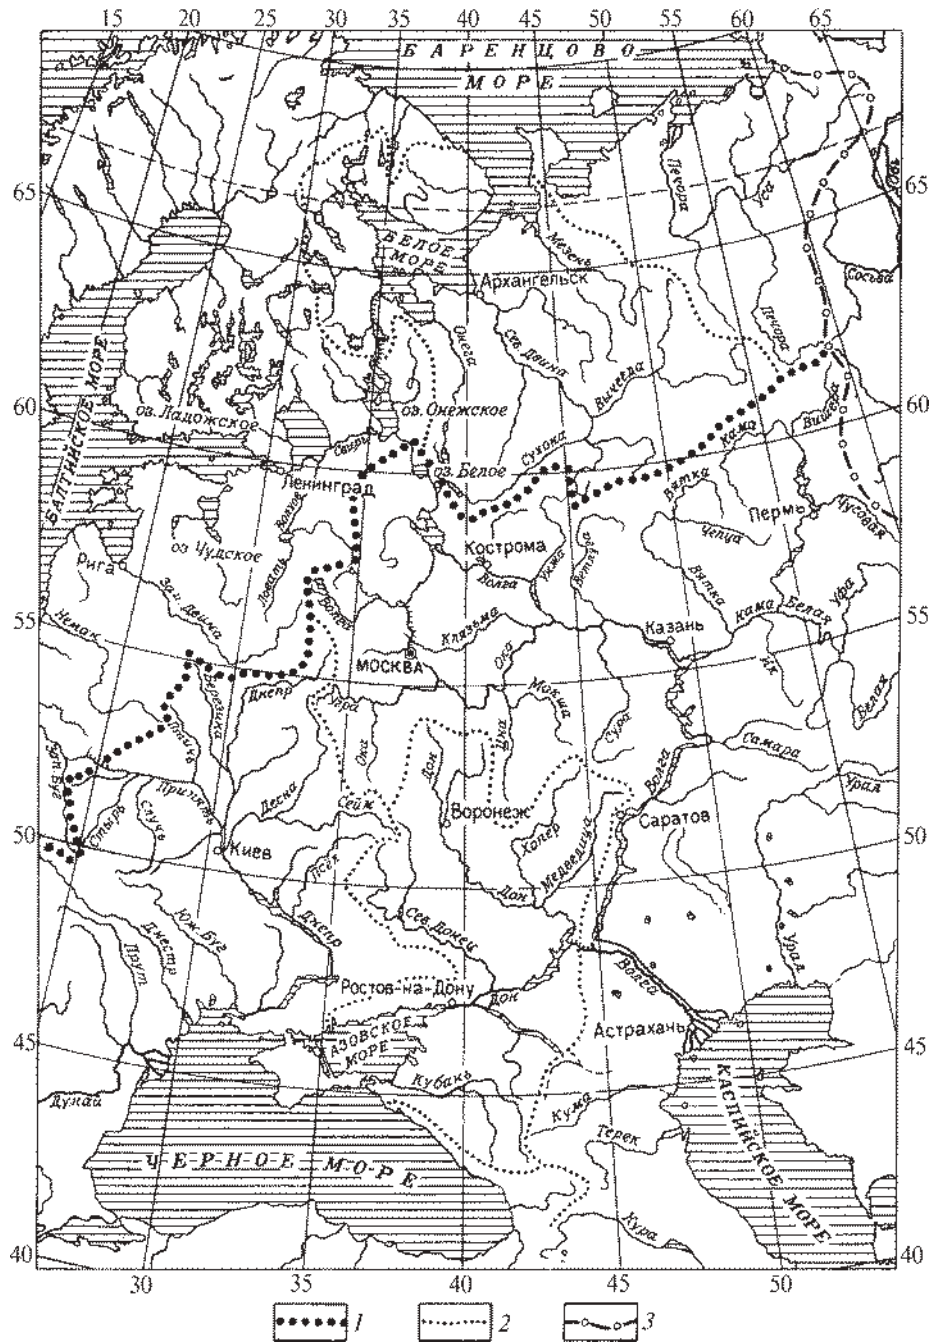 15 20 25 30 35 40 45 50 55 60 65
БАРЕНЦОВО
МОРЕ
65
65
Печора
Уса
Обь
БЕЛОЕ
МОРЕ
Мезень
Сосьва
Архангельск
Печора
Онега
Сев. Двина
Вычегда
БАЛТИЙСКОЕ МОРЕ
60
60
оз. Ладожское
оз. Онежское
Свирь
Сухона
Кама
Вишера
оз. Белое
Ленинград
Вятка
Пермь
Чусовая
Волхов
оз. Чудское
Кострома
Чепца
Рига
Ловать
Волга
Унжа
Ветлуга
Зап. Двина
Вятка
Кама
Белая
Уфа
55
55
Неман
р. Волга
Клязьма
Казань
МОСКВА
Ока
Березина
Днепр
Ик
Белая
Угра
Мокша
Сура
Птичь
Ока
Дон
Цна
Волга
Самара
Зап. Буг
Припять
Десна
Сейм
Урал
Стырь
Случь
Воронеж
Саратов
50
50
Киев
Хопер
Медведица
Псёл
Дон
Юж. Буг
Днепр
Сев. Донец
Днестр
Прут
Волга
Урал
Ростов-на-Дону
Дон
Астрахань
АЗОВСКОЕ
МОРЕ
45
45
Дунай
Кубань
Кума
КАСПИЙСКОЕ МОРЕ
Терек
ЧЕРНОЕ МОРЕ
Кура
40
40
30 35 40 45 50
1 2 3